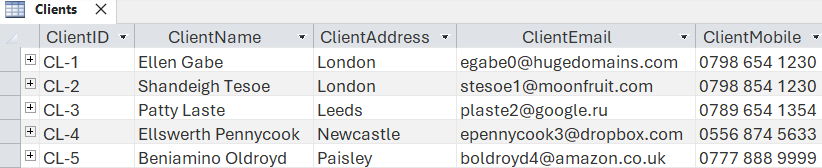 Clients
ClientID ClientName ClientAddress ClientEmail ClientMobile
CL-1 Ellen Gabe London egabe0@hugedomains.com 0798 654 1230
CL-2 Shandeigh Tesoe London stesoe1@moonfruit.com 0798 854 1230
CL-3 Patty Laste Leeds plaste2@google.ru 0789 654 1354
CL-4 Ellswerth Pennycook Newcastle epennycook3@dropbox.com 0556 874 5633
CL-5 Beniamino Oldroyd Paisley boldroyd4@amazon.co.uk 0777 888 9999